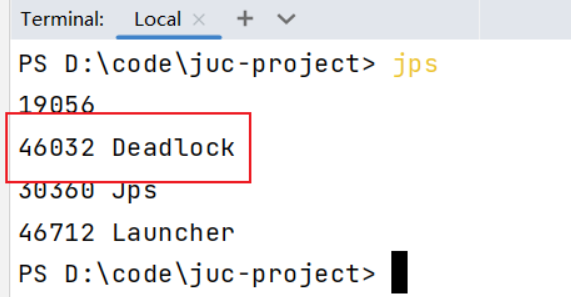 Terminal: Local × +
PS D:\code\juc-project> jps
19056
46032 Deadlock
30360 Jps
46712 Launcher
PS D:\code\juc-project>